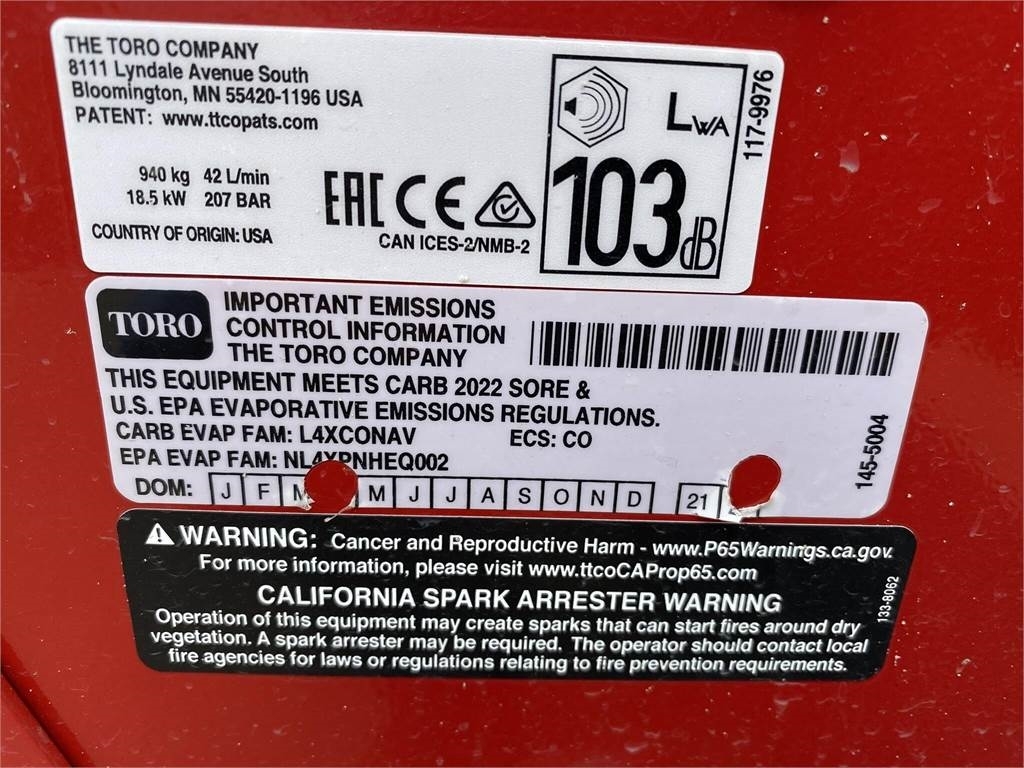 THE TORO COMPANY
8111 Lyndale Avenue South
Bloomington, MN 55420-1196 USA
PATENT: www.ttcopats.com
940 kg 42 L/min
18.5 kW 207 BAR
COUNTRY OF ORIGIN: USA
EAC CE
CAN ICES-2/NMB-2
LWA
103dB
117-9976
TORO
IMPORTANT EMISSIONS
CONTROL INFORMATION
THE TORO COMPANY
THIS EQUIPMENT MEETS CARB 2022 SORE &
U.S. EPA EVAPORATIVE EMISSIONS REGULATIONS.
CARB EVAP FAM: L4XCONAV ECS: CO
EPA EVAP FAM: NL4XPNHEQ002
DOM: J F M M J J A S O N D 21
145-5004
WARNING: Cancer and Reproductive Harm - www.P65Warnings.ca.gov
For more information, please visit www.ttcoCAProp65.com
CALIFORNIA SPARK ARRESTER WARNING
Operation of this equipment may create sparks that can start fires around dry
vegetation. A spark arrester may be required. The operator should contact local
fire agencies for laws or regulations relating to fire prevention requirements.
133-8062